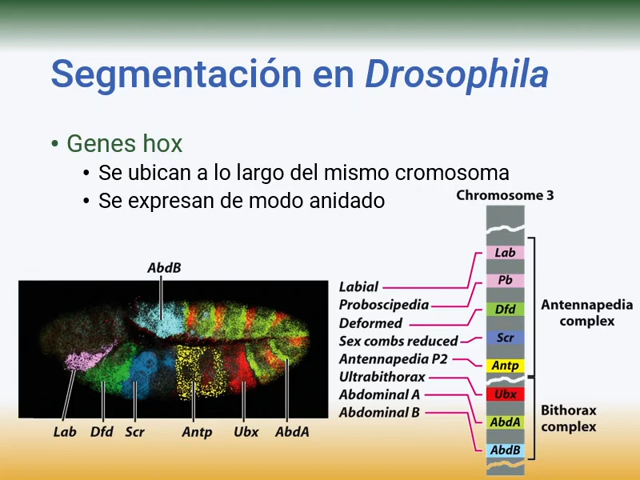 Segmentación en Drosophila
• Genes hox
• Se ubican a lo largo del mismo cromosoma
• Se expresan de modo anidado
AbdB
Lab Dfd Scr Antp Ubx AbdA
Chromosome 3
Labial
Proboscipedia
Deformed
Sex combs reduced
Antennapedia P2
Ultrabithorax
Abdominal A
Abdominal B
Lab
Pb
Dfd
Scr
Antp
Ubx
AbdA
AbdB
Antennapedia
complex
Bithorax
complex